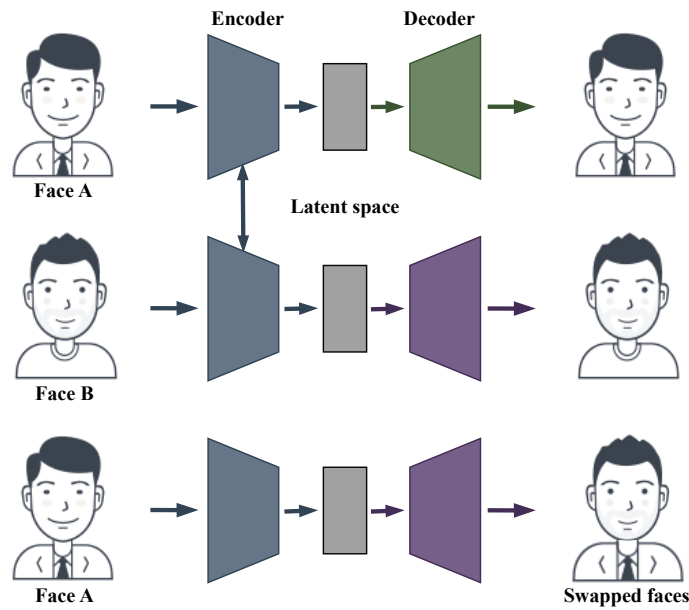 Encoder
Decoder
Face A
Latent space
Face B
Face A
Swapped faces